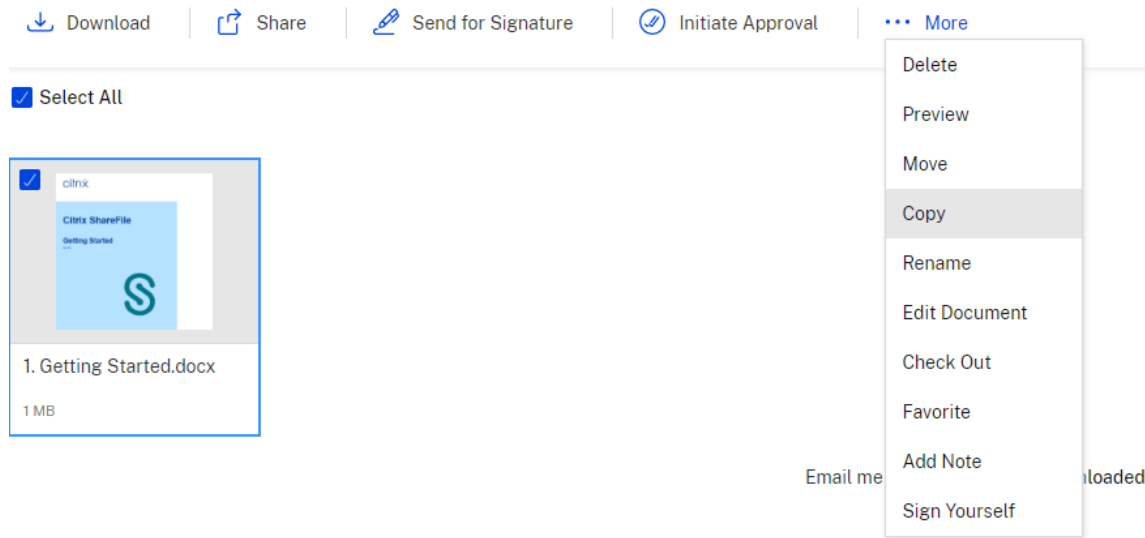 Download
Share
Send for Signature
Initiate Approval
More
Delete
Select All
Preview
Move
Copy
Rename
Edit Document
Check Out
Favorite
Add Note
Sign Yourself
citrix
Citrix ShareFile
Getting Started
1. Getting Started.docx
1 MB
Email me
loaded